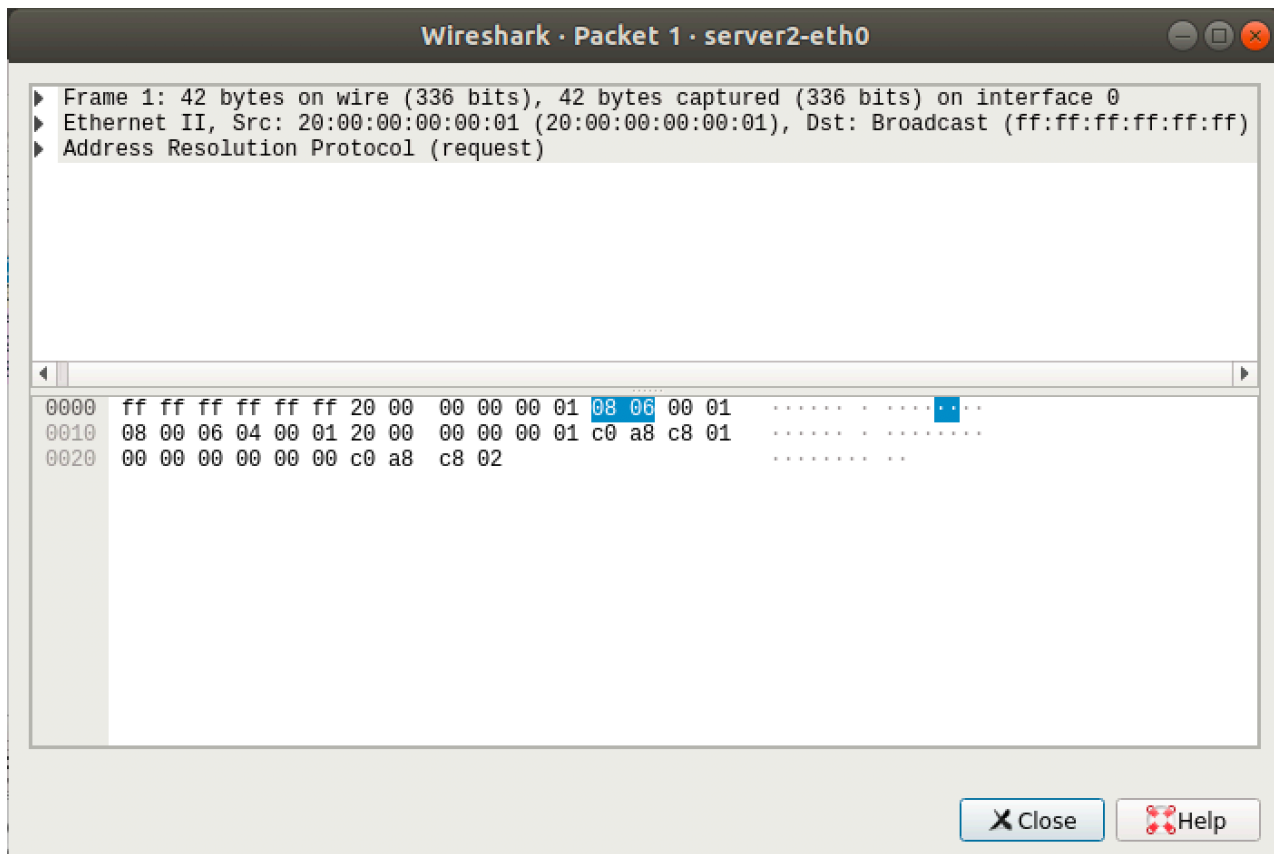 Wireshark · Packet 1 · server2-eth0
Frame 1: 42 bytes on wire (336 bits), 42 bytes captured (336 bits) on interface 0
Ethernet II, Src: 20:00:00:00:00:01 (20:00:00:00:00:01), Dst: Broadcast (ff:ff:ff:ff:ff:ff)
Address Resolution Protocol (request)
0000 ff ff ff ff ff ff 20 00 00 00 00 01 08 06 00 01 ······ · ········
0010 08 00 06 04 00 01 20 00 00 00 00 01 c0 a8 c8 01 ······ · ········
0020 00 00 00 00 00 00 c0 a8 c8 02 ········ ··
Close
Help